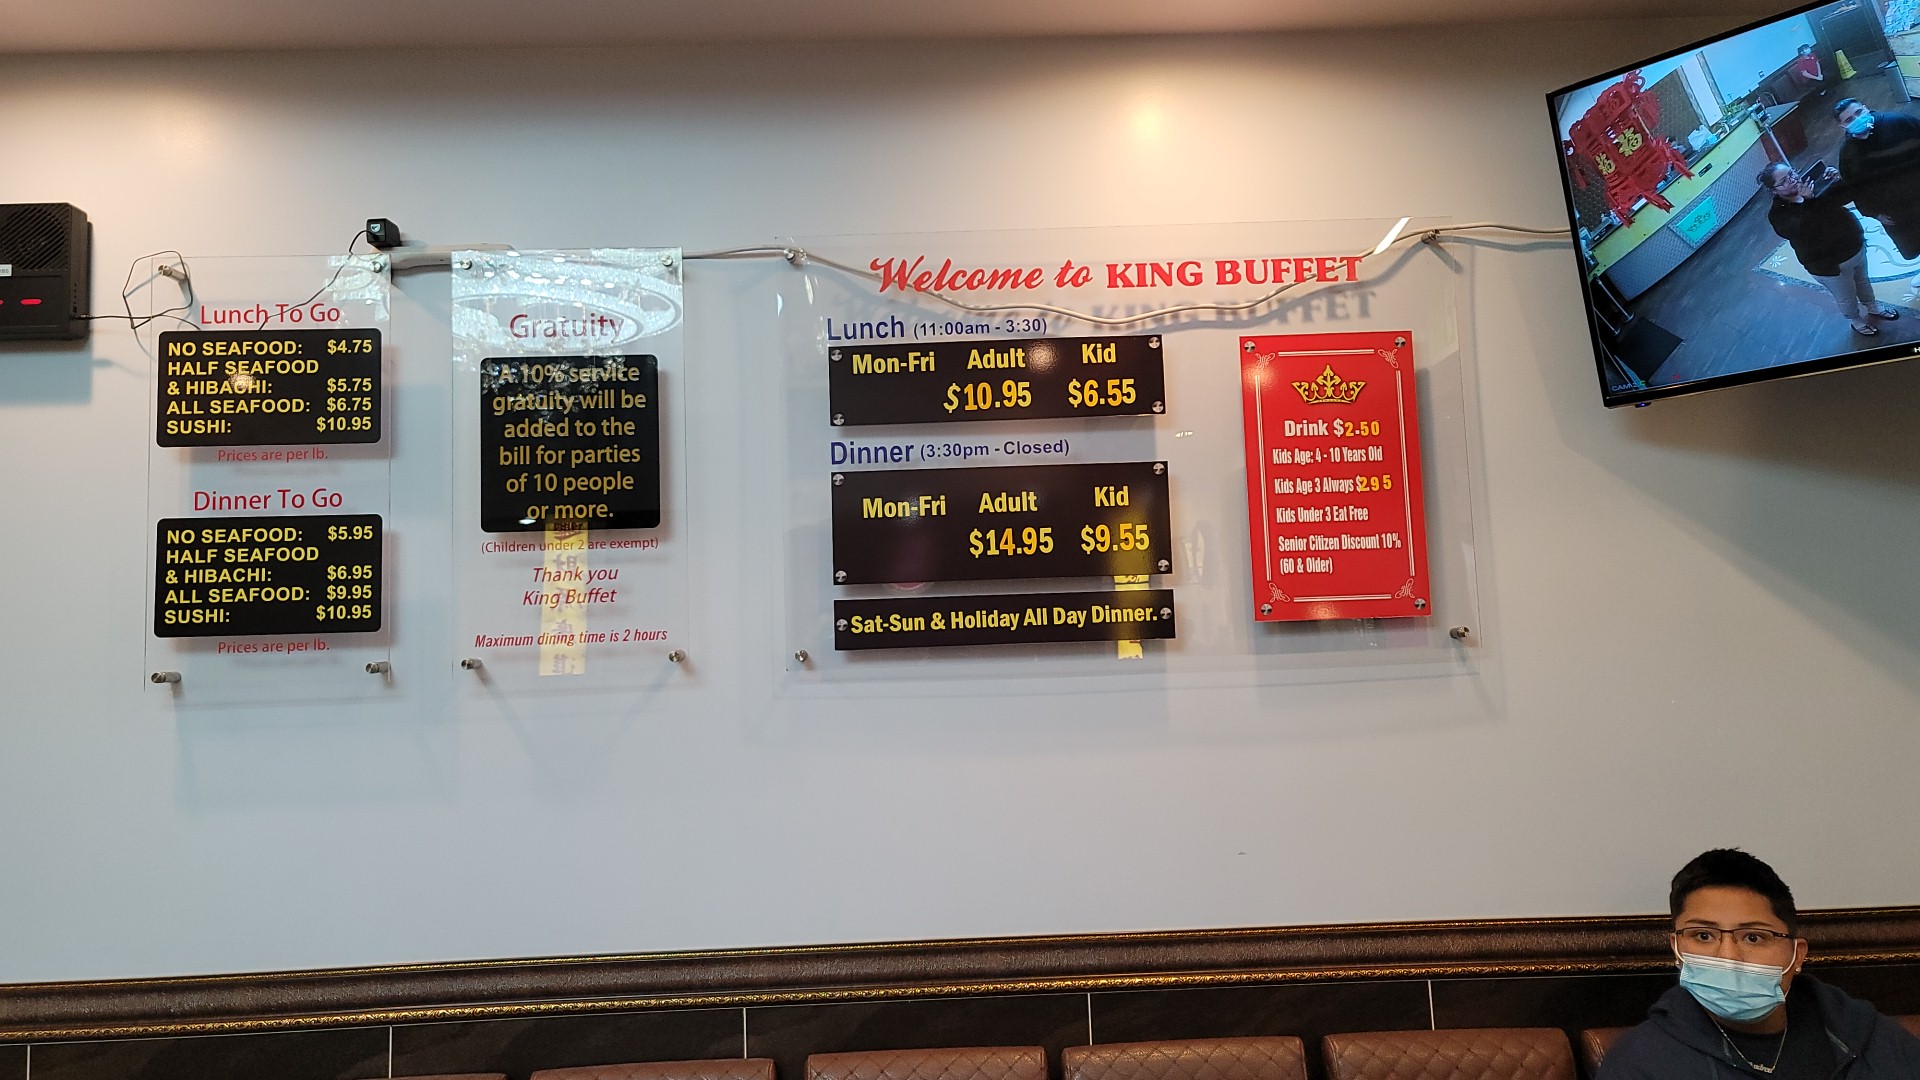 Lunch To Go
NO SEAFOOD: $4.75
HALF SEAFOOD
& HIBACHI: $5.75
ALL SEAFOOD: $6.75
SUSHI: $10.95
Prices are per lb.
Dinner To Go
NO SEAFOOD: $5.95
HALF SEAFOOD
& HIBACHI: $6.95
ALL SEAFOOD: $9.95
SUSHI: $10.95
Prices are per lb.
Gratuity
A 10% service
gratuity will be
added to the
bill for parties
of 10 people
or more.
(Children under 2 are exempt)
Thank you
King Buffet
Maximum dining time is 2 hours
Welcome to KING BUFFET
Lunch (11:00am - 3:30)
Mon-Fri Adult Kid
$10.95 $6.55
Dinner (3:30pm - Closed)
Mon-Fri Adult Kid
$14.95 $9.55
Sat-Sun & Holiday All Day Dinner.
Drink $2.50
Kids Age: 4 - 10 Years Old
Kids Age 3 Always $2.95
Kids Under 3 Eat Free
Senior Citizen Discount 10%
(60 & Older)
福 福